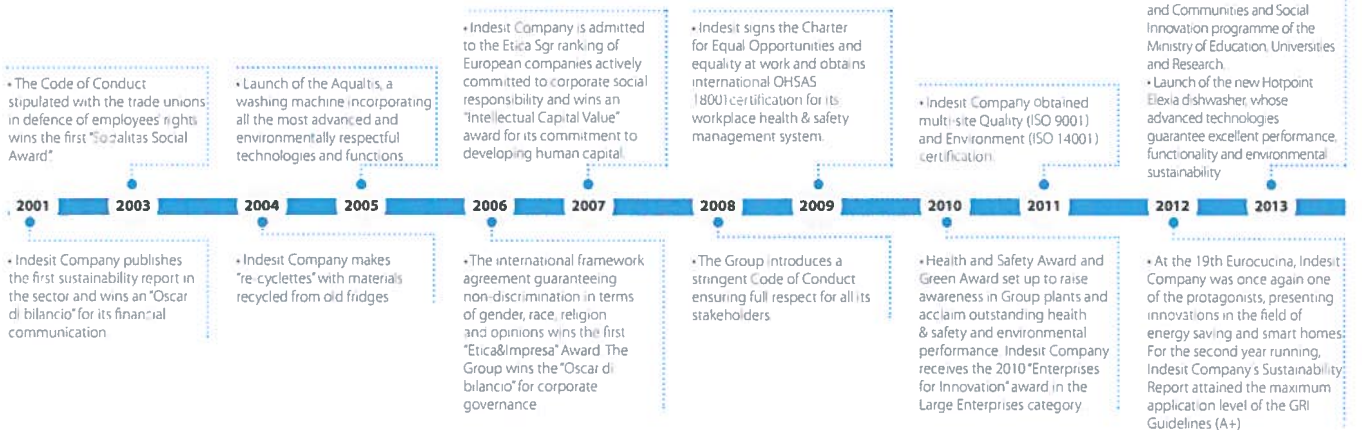 • The Code of Conduct
stipulated with the trade unions
in defence of employees' rights
wins the first "Sodalitas Social
Award".
• Launch of the Aqualtis, a
washing machine incorporating
all the most advanced and
environmentally respectful
technologies and functions
• Indesit Company is admitted
to the Etica Sgr ranking of
European companies actively
committed to corporate social
responsibility and wins an
"Intellectual Capital Value"
award for its commitment to
developing human capital.
• Indesit signs the Charter
for Equal Opportunities and
equality at work and obtains
international OHSAS
18001 certification for its
workplace health & safety
management system.
• Indesit Company obtained
multi-site Quality (ISO 9001)
and Environment (ISO 14001)
certification.
and Communities and Social
Innovation programme of the
Ministry of Education, Universities
and Research.
• Launch of the new Hotpoint
Elexia dishwasher, whose
advanced technologies
guarantee excellent performance,
functionality and environmental
sustainability
2001 2003 2004 2005 2006 2007 2008 2009 2010 2011 2012 2013
• Indesit Company publishes
the first sustainability report in
the sector and wins an "Oscar
di bilancio" for its financial
communication
• Indesit Company makes
"re-cyclettes" with materials
recycled from old fridges
• The international framework
agreement guaranteeing
non-discrimination in terms
of gender, race, religion
and opinions wins the first
"Etica&Impresa" Award. The
Group wins the "Oscar di
bilancio" for corporate
governance
• The Group introduces a
stringent Code of Conduct
ensuring full respect for all its
stakeholders
• Health and Safety Award and
Green Award set up to raise
awareness in Group plants and
acclaim outstanding health
& safety and environmental
performance. Indesit Company
receives the 2010 "Enterprises
for Innovation" award in the
Large Enterprises category
• At the 19th Eurocucina, Indesit
Company was once again one
of the protagonists, presenting
innovations in the field of
energy saving and smart homes.
For the second year running,
Indesit Company's Sustainability
Report attained the maximum
application level of the GRI
Guidelines (A+)